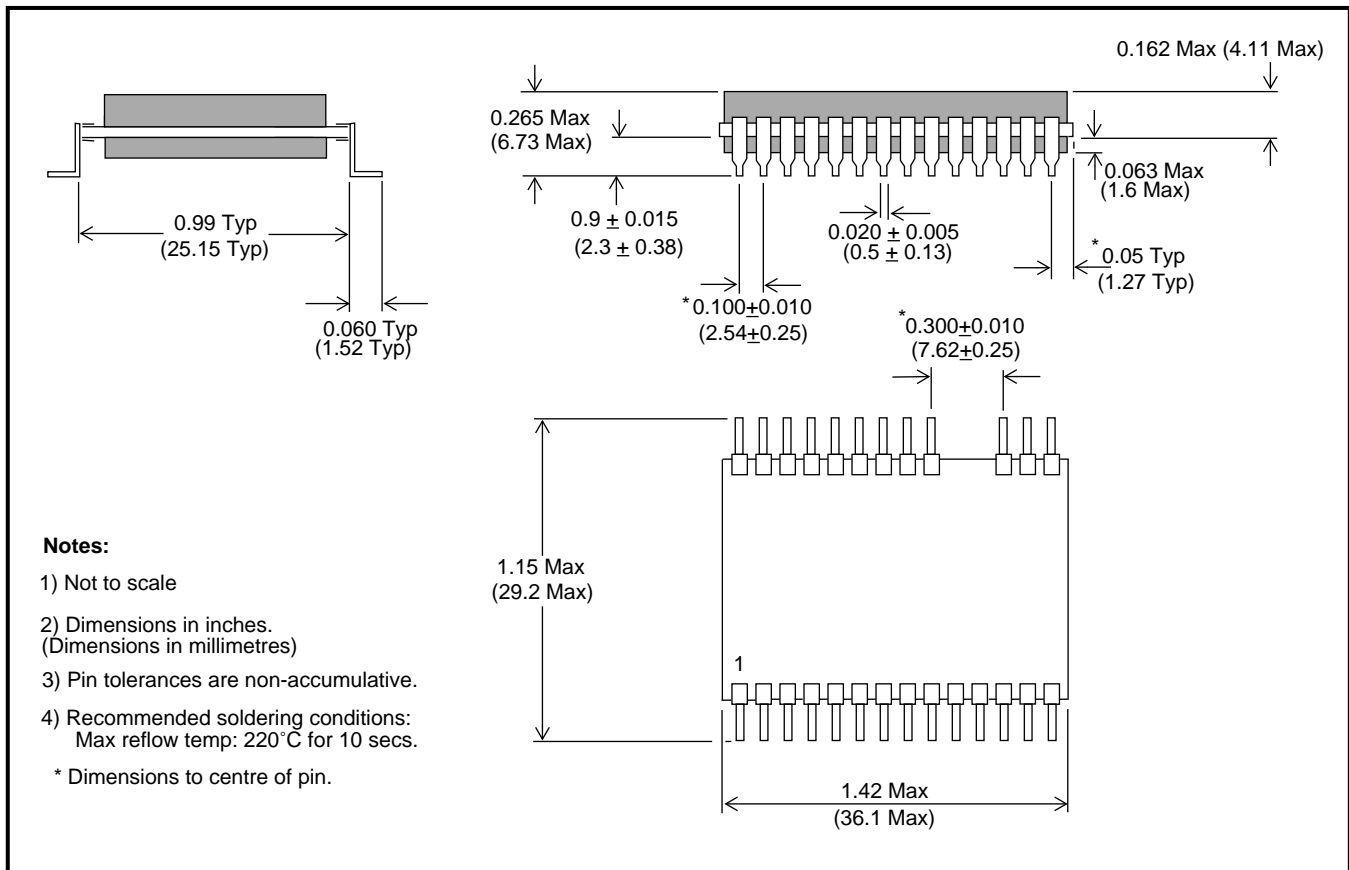 0.162 Max (4.11 Max)
0.265 Max
(6.73 Max)
0.063 Max
(1.6 Max)
0.99 Typ
(25.15 Typ)
0.9 ± 0.015
(2.3 ± 0.38)
0.020 ± 0.005
(0.5 ± 0.13)
*0.05 Typ
(1.27 Typ)
0.060 Typ
(1.52 Typ)
*0.100±0.010
(2.54±0.25)
*0.300±0.010
(7.62±0.25)
1.15 Max
(29.2 Max)
1
1.42 Max
(36.1 Max)
Notes:
1) Not to scale
2) Dimensions in inches.
(Dimensions in millimetres)
3) Pin tolerances are non-accumulative.
4) Recommended soldering conditions:
Max reflow temp: 220˚C for 10 secs.
* Dimensions to centre of pin.